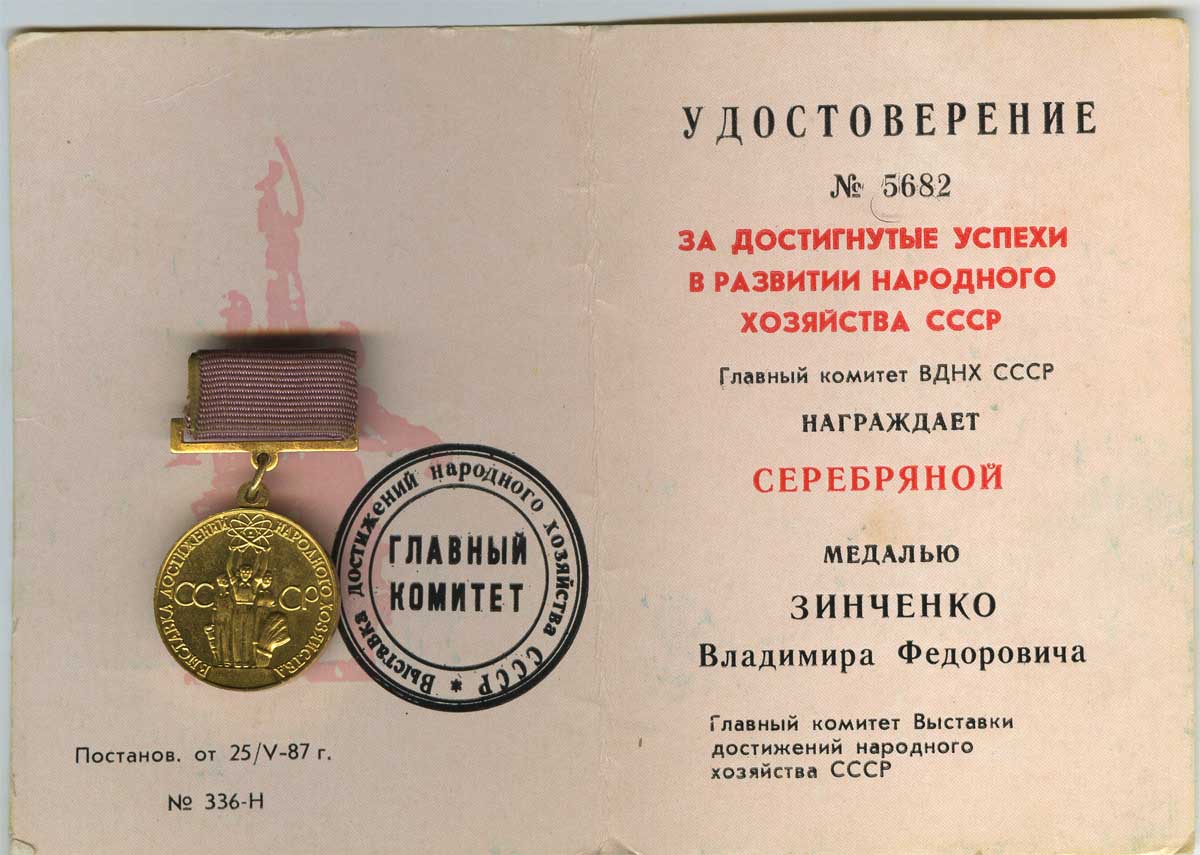 ВЫСТАВКА ДОСТИЖЕНИЙ НАРОДНОГО ХОЗЯЙСТВА
СССР
Выставка достижений народного хозяйства СССР *
ГЛАВНЫЙ
КОМИТЕТ
Постанов. от 25/V-87 г.
№ 336-Н
УДОСТОВЕРЕНИЕ
№ 5682
ЗА ДОСТИГНУТЫЕ УСПЕХИ
В РАЗВИТИИ НАРОДНОГО
ХОЗЯЙСТВА СССР
Главный комитет ВДНХ СССР
НАГРАЖДАЕТ
СЕРЕБРЯНОЙ
МЕДАЛЬЮ
ЗИНЧЕНКО
Владимира Федоровича
Главный комитет Выставки
достижений народного
хозяйства СССР